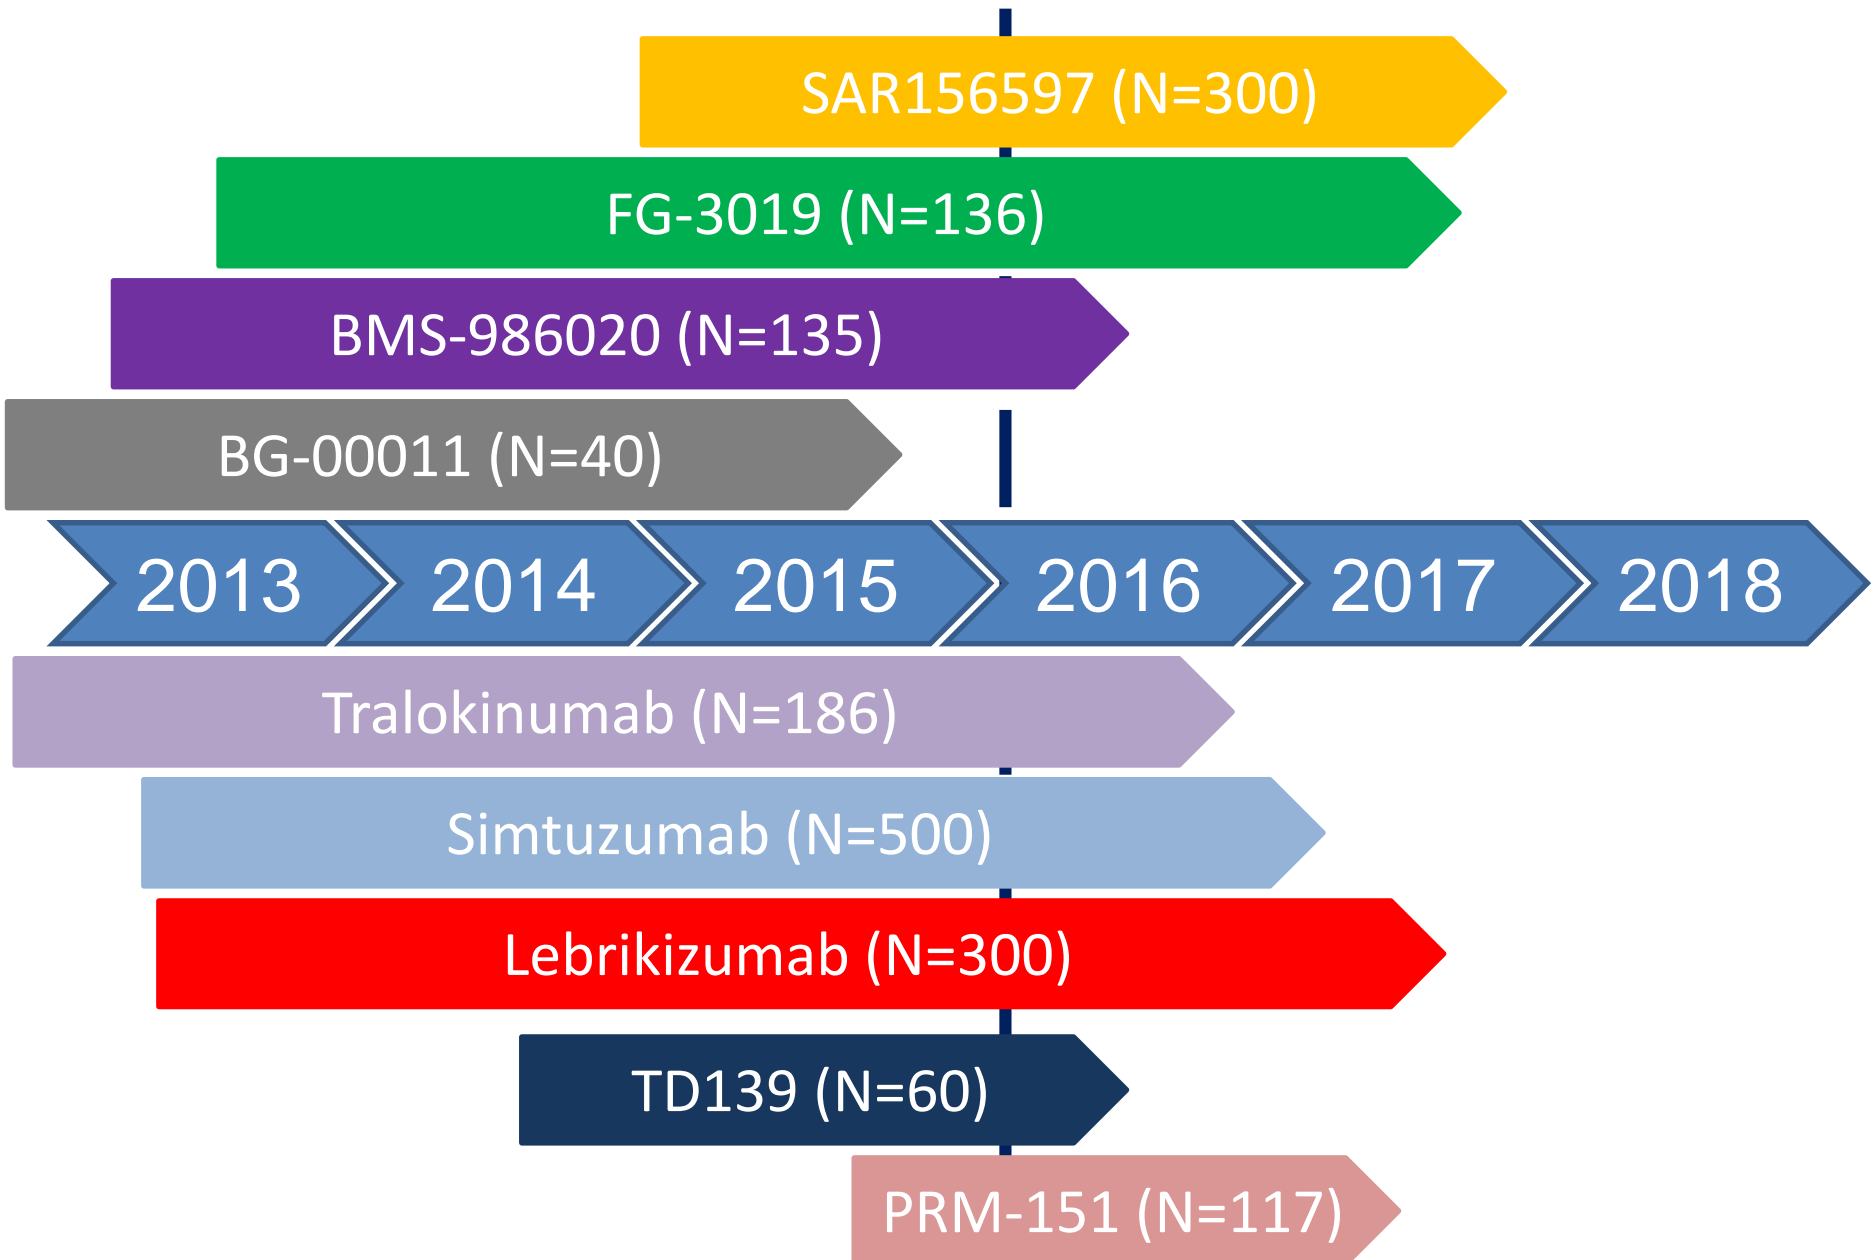 SAR156597 (N=300)
FG-3019 (N=136)
BMS-986020 (N=135)
BG-00011 (N=40)
2013 2014 2015 2016 2017 2018
Tralokinumab (N=186)
Simtuzumab (N=500)
Lebrikizumab (N=300)
TD139 (N=60)
PRM-151 (N=117)